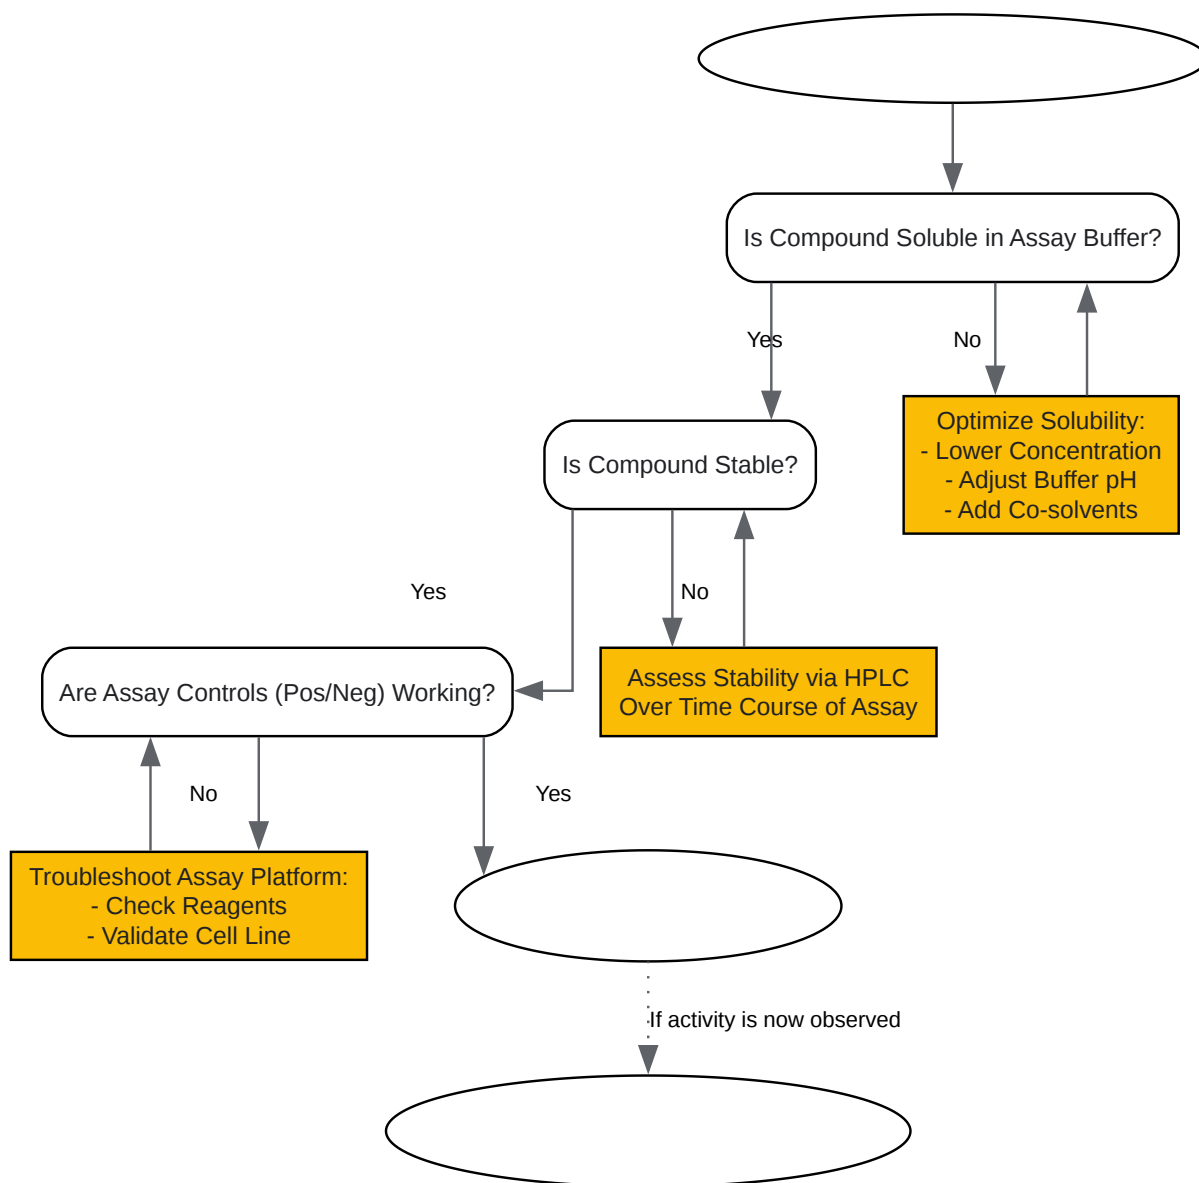 Is Compound Soluble in Assay Buffer?
Yes
No
Optimize Solubility:
- Lower Concentration
- Adjust Buffer pH
- Add Co-solvents
Is Compound Stable?
Yes
No
Assess Stability via HPLC
Over Time Course of Assay
Are Assay Controls (Pos/Neg) Working?
No
Yes
Troubleshoot Assay Platform:
- Check Reagents
- Validate Cell Line
If activity is now observed